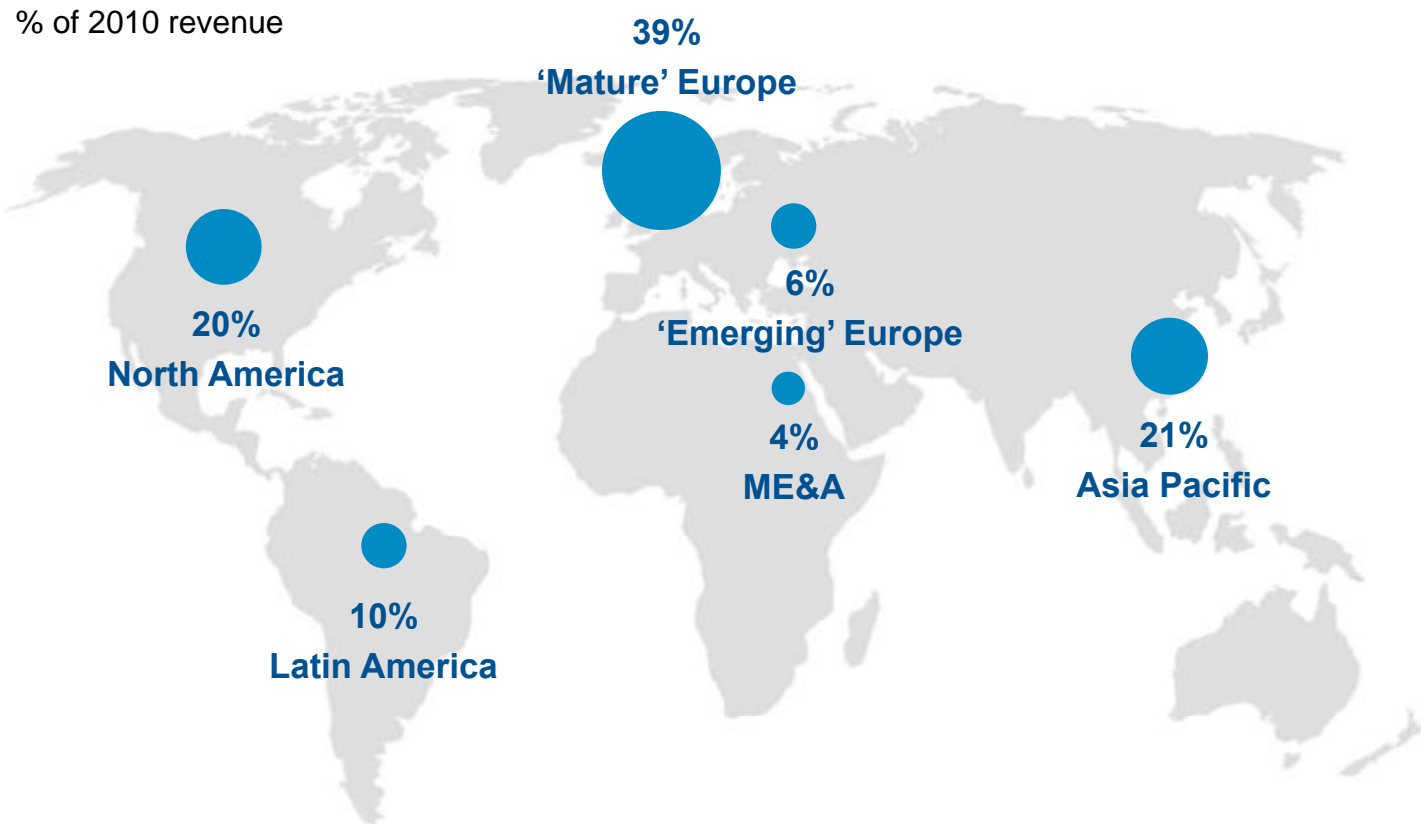 % of 2010 revenue
39%
‘Mature’ Europe
6%
‘Emerging’ Europe
20%
North America
4%
ME&A
21%
Asia Pacific
10%
Latin America